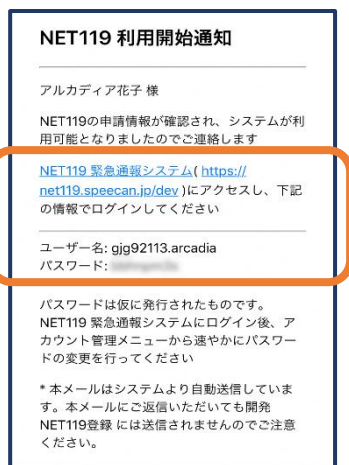 NET119 利用開始通知
アルカディア花子 様
NET119の申請情報が確認され、システムが利
用可能となりましたのでご連絡します
NET119 緊急通報システム( https://
net119.speecan.jp/dev )にアクセスし、下記
の情報でログインしてください
ユーザー名: gjg92113.arcadia
パスワード:
パスワードは仮に発行されたものです。
NET119 緊急通報システムにログイン後、ア
カウント管理メニューから速やかにパスワー
ドの変更を行ってください
* 本メールはシステムより自動送信していま
す。本メールにご返信いただいても開発
NET119登録 には送信されませんのでご注意
ください。